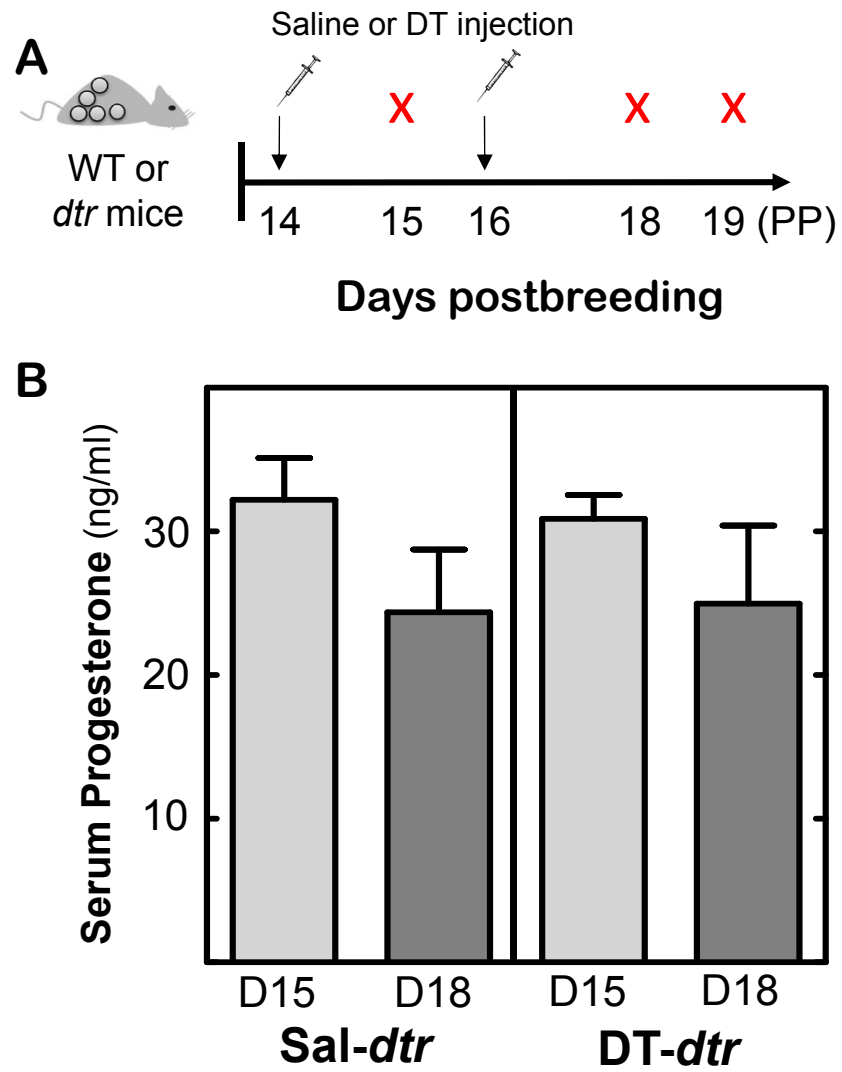 A
Saline or DT injection
X X X
WT or
dtr mice
14 15 16 18 19 (PP)
Days postbreeding
B
Serum Progesterone (ng/ml)
30
20
10
D15 D18 D15 D18
Sal-dtr DT-dtr